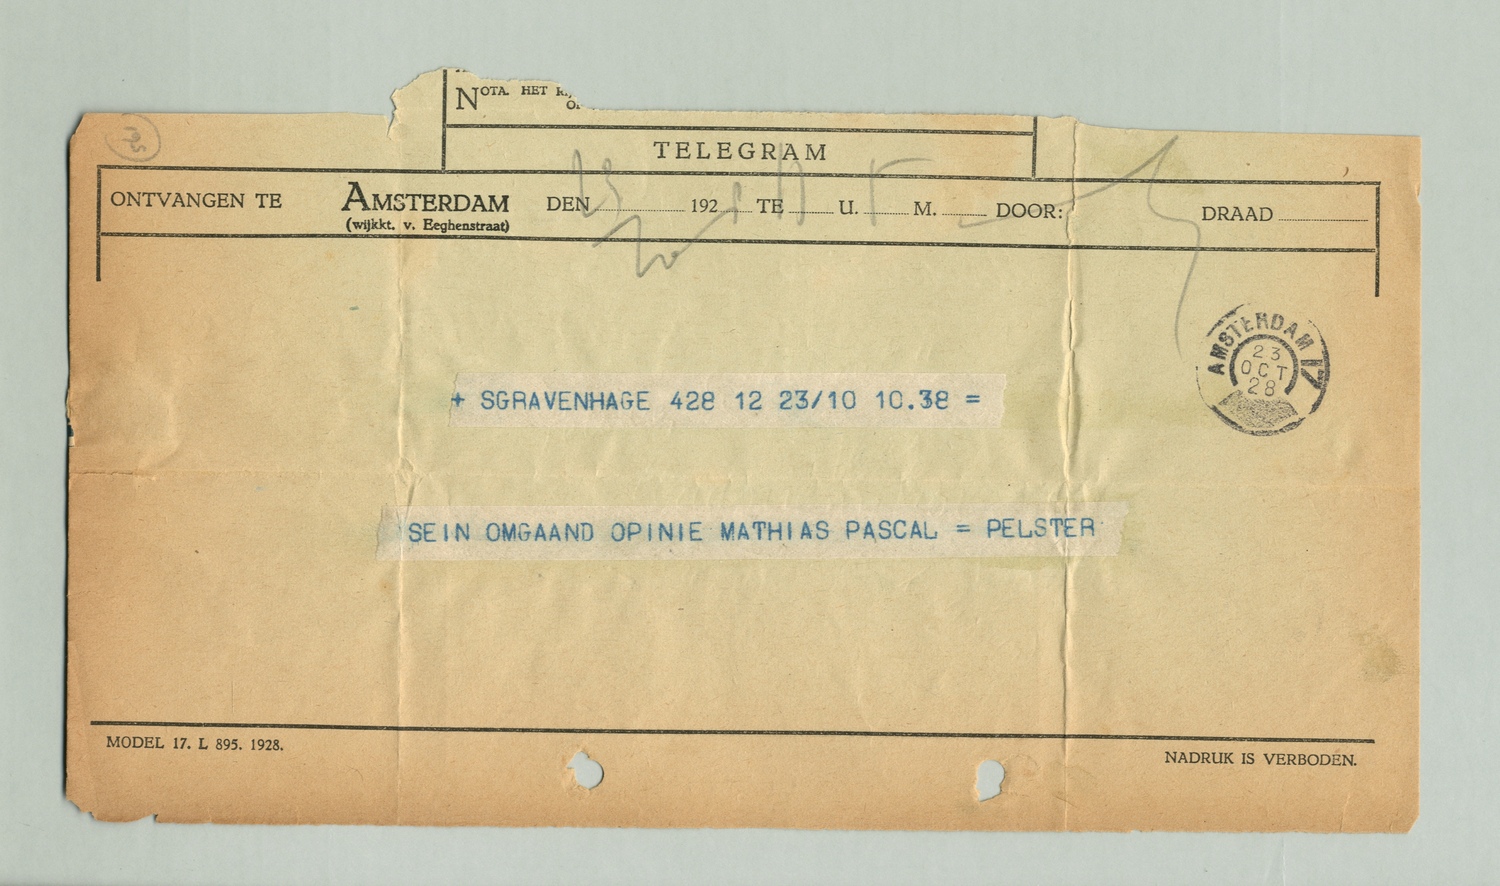 NOTA. HET
TELEGRAM
ONTVANGEN TE AMSTERDAM DEN 192 TE U. M. DOOR: DRAAD
(wijkkt. v. Eeghenstraat)
AMSTERDAM 17
23
OCT
28
+ SGRAVENHAGE 428 12 23/10 10.38 =
SEIN OMGAAND OPINIE MATHIAS PASCAL = PELSTER
MODEL 17. L 895. 1928.
NADRUK IS VERBODEN.